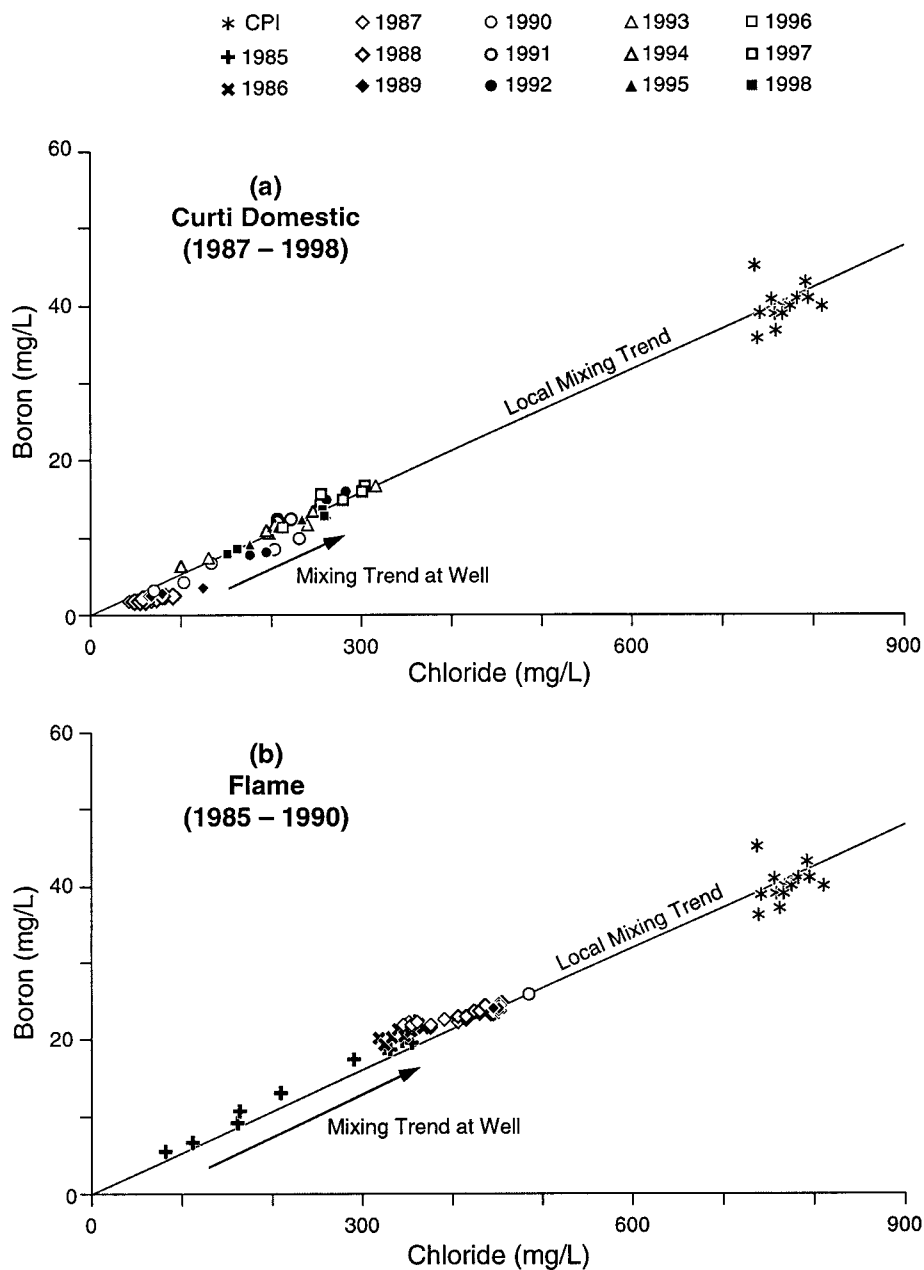 CPI 1987 1990 1993 1996
1985 1988 1991 1994 1997
1986 1989 1992 1995 1998
60
(a)
Curti Domestic
(1987 – 1998)
40
Local Mixing Trend
Boron (mg/L)
20
Mixing Trend at Well
0
0 300 600 900
Chloride (mg/L)
60
(b)
Flame
(1985 – 1990)
40
Local Mixing Trend
Boron (mg/L)
20
Mixing Trend at Well
0
0 300 600 900
Chloride (mg/L)